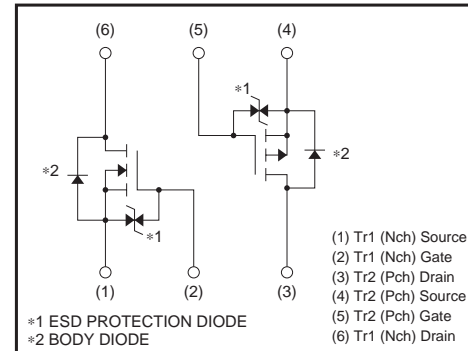 (6) (5) (4)
∗1
∗2 ∗2
∗1
(1) (2) (3)
(1) Tr1 (Nch) Source
(2) Tr1 (Nch) Gate
(3) Tr2 (Pch) Drain
(4) Tr2 (Pch) Source
(5) Tr2 (Pch) Gate
(6) Tr1 (Nch) Drain
∗1 ESD PROTECTION DIODE
∗2 BODY DIODE